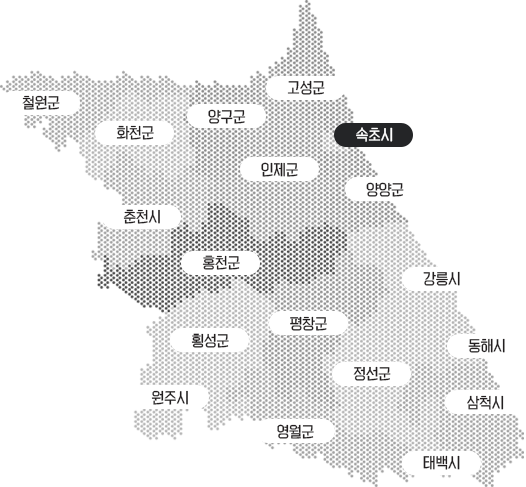 고성군
철원군
양구군
화천군
속초시
인제군
양양군
춘천시
홍천군
강릉시
평창군
횡성군
동해시
정선군
원주시
삼척시
영월군
태백시